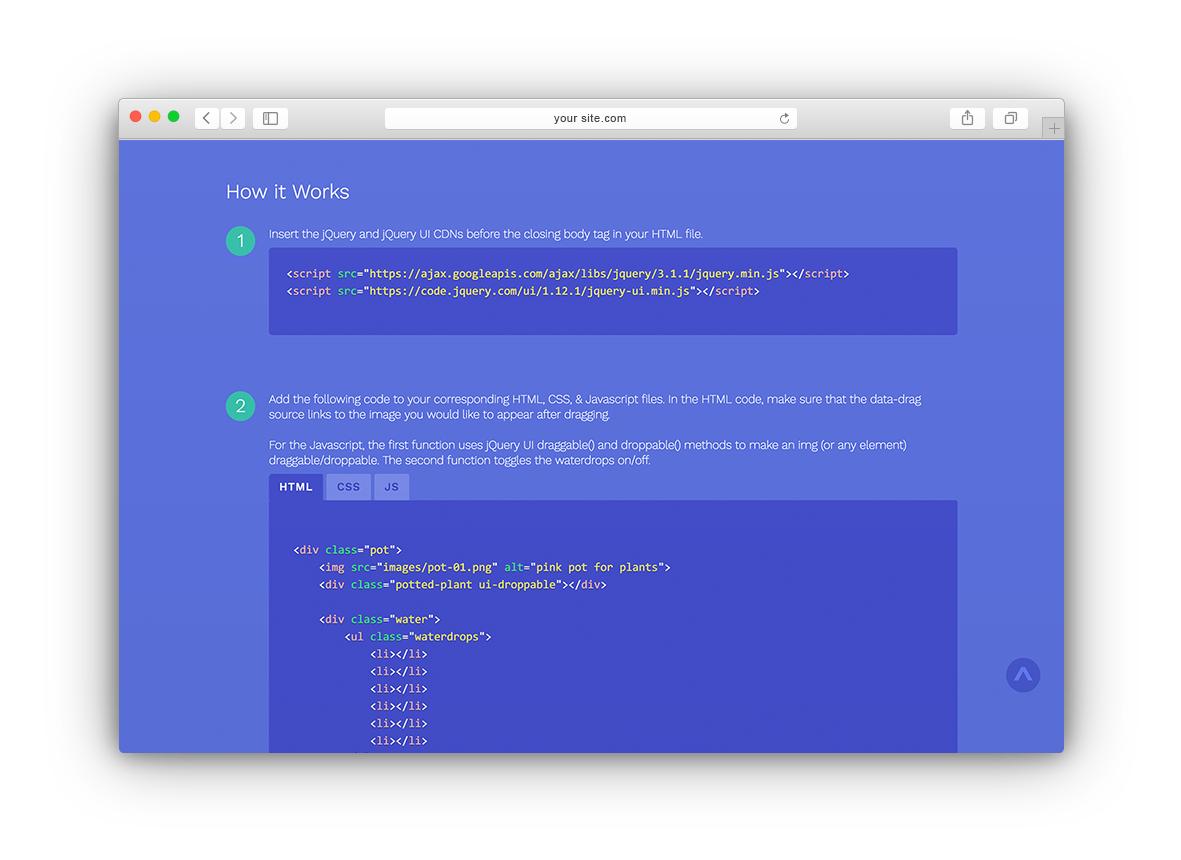 your site.com
How it Works
1
Insert the jQuery and jQuery UI CDNs before the closing body tag in your HTML file.
<script src="https://ajax.googleapis.com/ajax/libs/jquery/3.1.1/jquery.min.js"></script>
<script src="https://code.jquery.com/ui/1.12.1/jquery-ui.min.js"></script>
2
Add the following code to your corresponding HTML, CSS, & Javascript files. In the HTML code, make sure that the data-drag
source links to the image you would like to appear after dragging.
For the Javascript, the first function uses jQuery UI draggable() and droppable() methods to make an img (or any element)
draggable/droppable. The second function toggles the waterdrops on/off.
HTML CSS JS
<div class="pot">
<img src="images/pot-01.png" alt="pink pot for plants">
<div class="potted-plant ui-droppable"></div>
<div class="water">
<ul class="waterdrops">
<li></li>
<li></li>
<li></li>
<li></li>
<li></li>
<li></li>